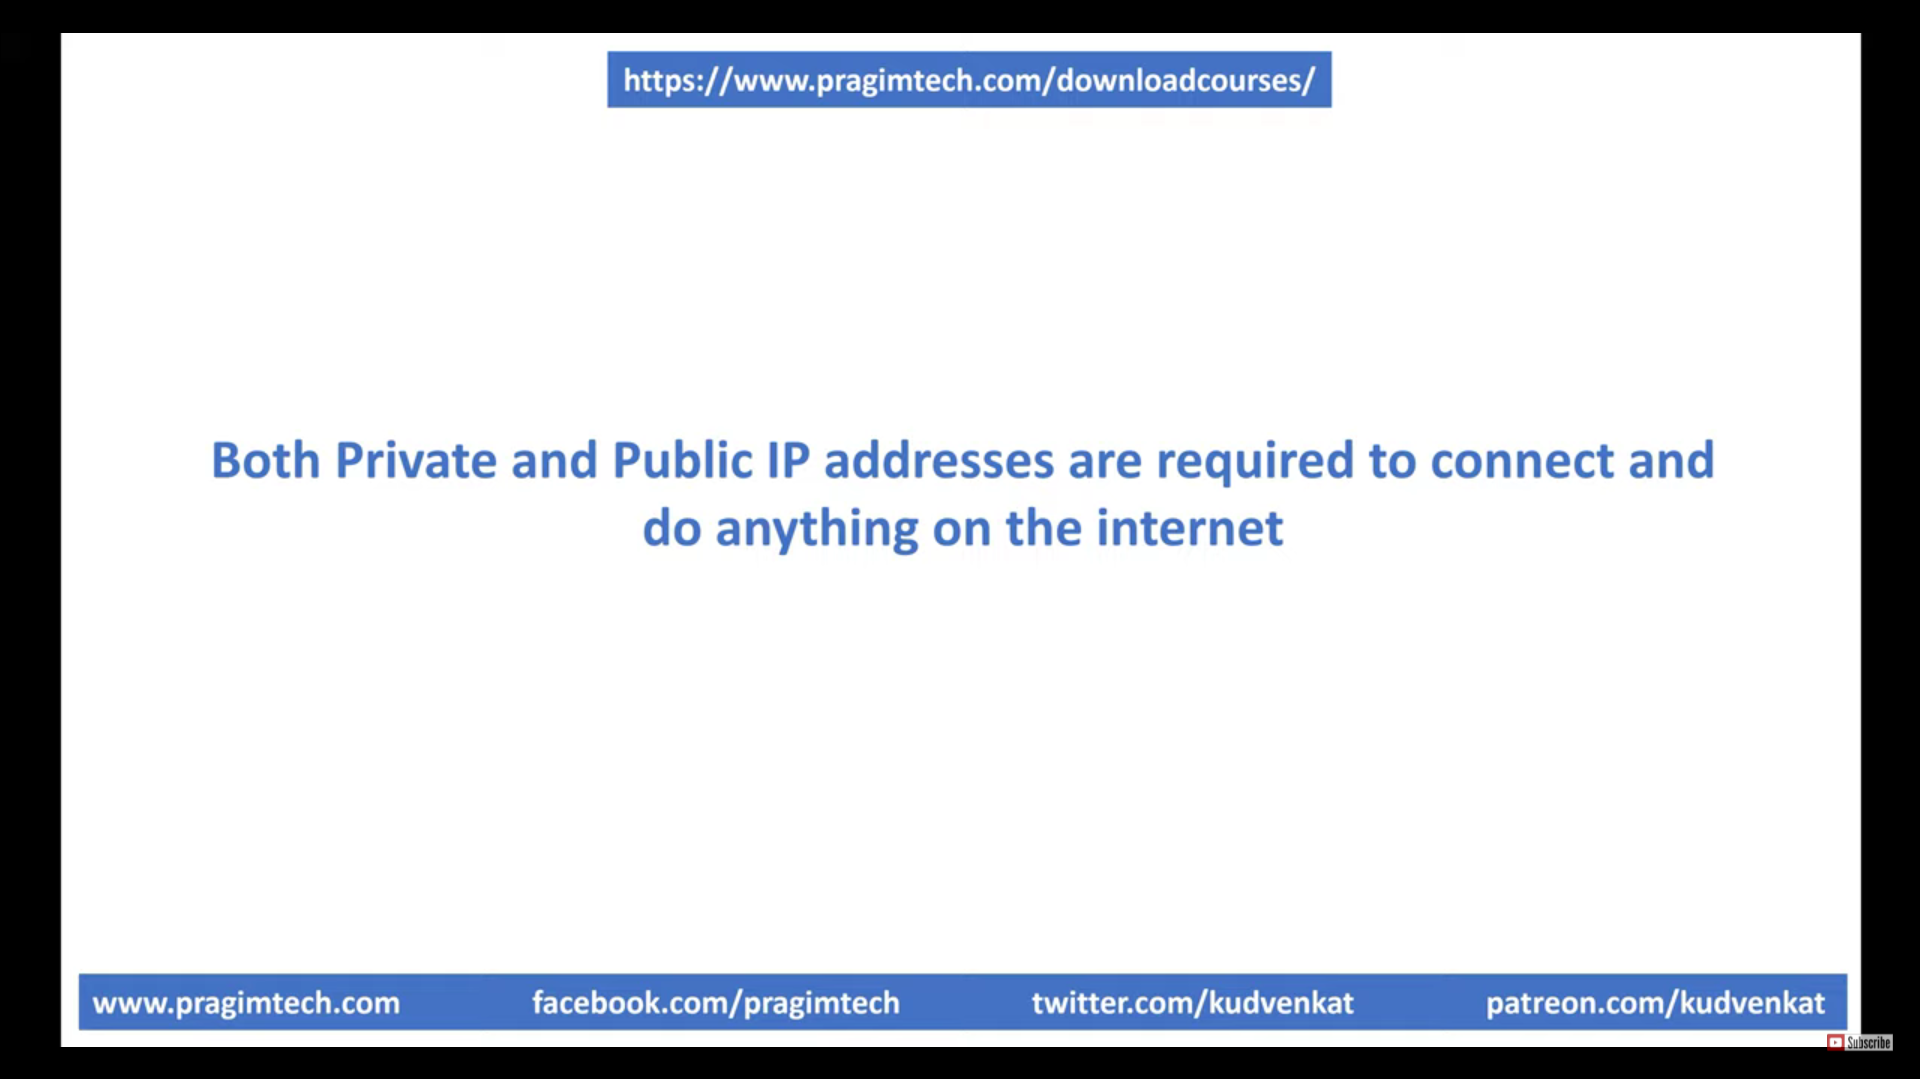 https://www.pragimtech.com/downloadcourses/
Both Private and Public IP addresses are required to connect and
do anything on the internet
www.pragimtech.com facebook.com/pragimtech twitter.com/kudvenkat patreon.com/kudvenkat
Subscribe